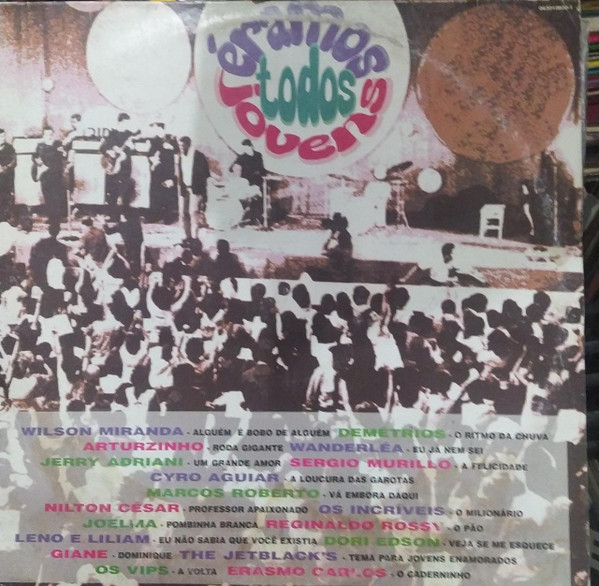 éramos
todos
jovens
WILSON MIRANDA - ALGUÉM É BOBO DE ALGUÉM DEMÉTRIOS - O RITMO DA CHUVA
ARTURZINHO - RODA GIGANTE WANDERLÉA - EU JÁ NEM SEI
JERRY ADRIANI - UM GRANDE AMOR SERGIO MURILLO - A FELICIDADE
CYRO AGUIAR - A LOUCURA DAS GAROTAS
MARCOS ROBERTO - VÁ EMBORA DAQUI
NILTON CÉSAR - PROFESSOR APAIXONADO OS INCRÍVEIS - O MILIONÁRIO
JOELMA - POMBINHA BRANCA REGINALDO ROSSY - O PÃO
LENO E LILIAM - EU NÃO SABIA QUE VOCÊ EXISTIA DORI EDSON - VEJA SE ME ESQUECE
GIANE - DOMINIQUE THE JETBLACK'S - TEMA PARA JOVENS ENAMORADOS
OS VIPS - A VOLTA ERASMO CARLOS - O CADERNINHO